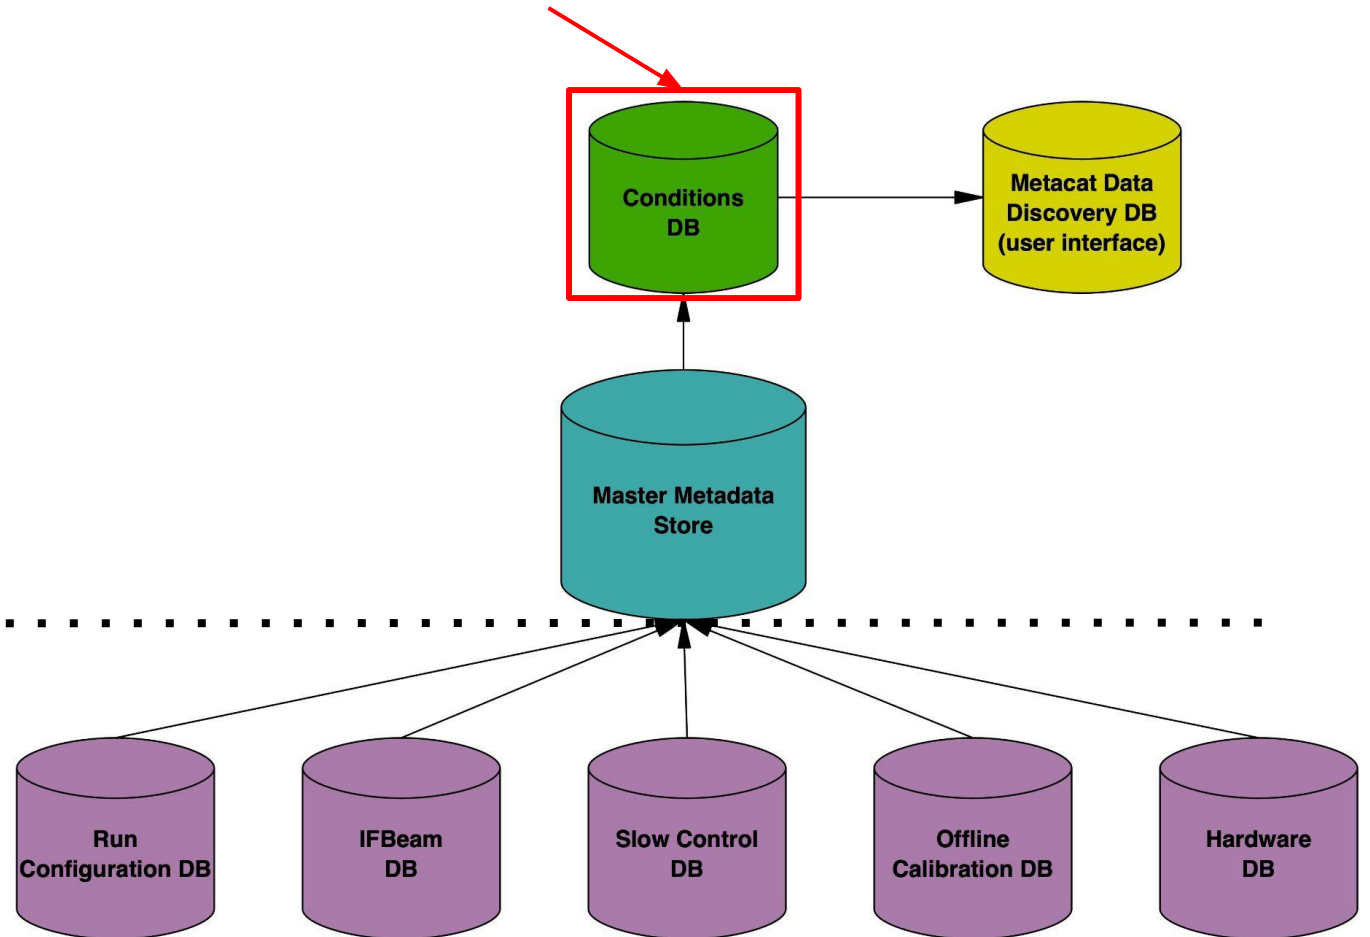 Conditions
DB
Metacat Data
Discovery DB
(user interface)
Master Metadata
Store
Run
Configuration DB
IFBeam
DB
Slow Control
DB
Offline
Calibration DB
Hardware
DB